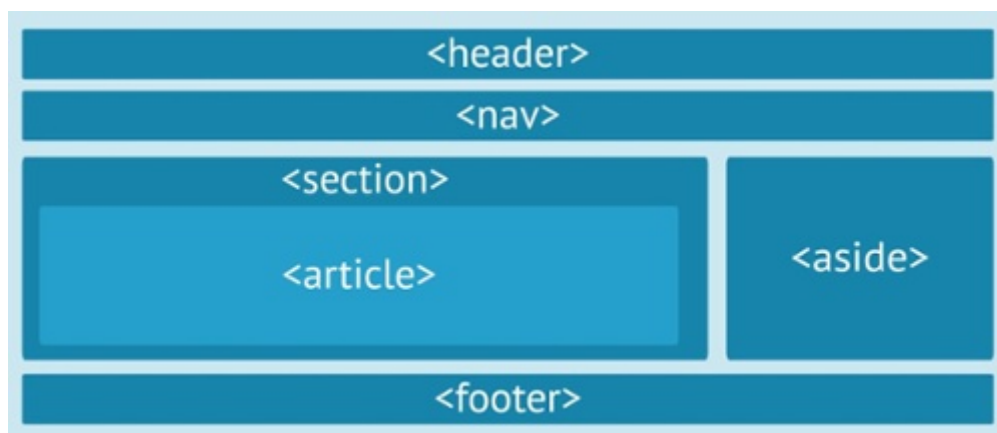 <header>
<nav>
<section>
<article>
<aside>
<footer>